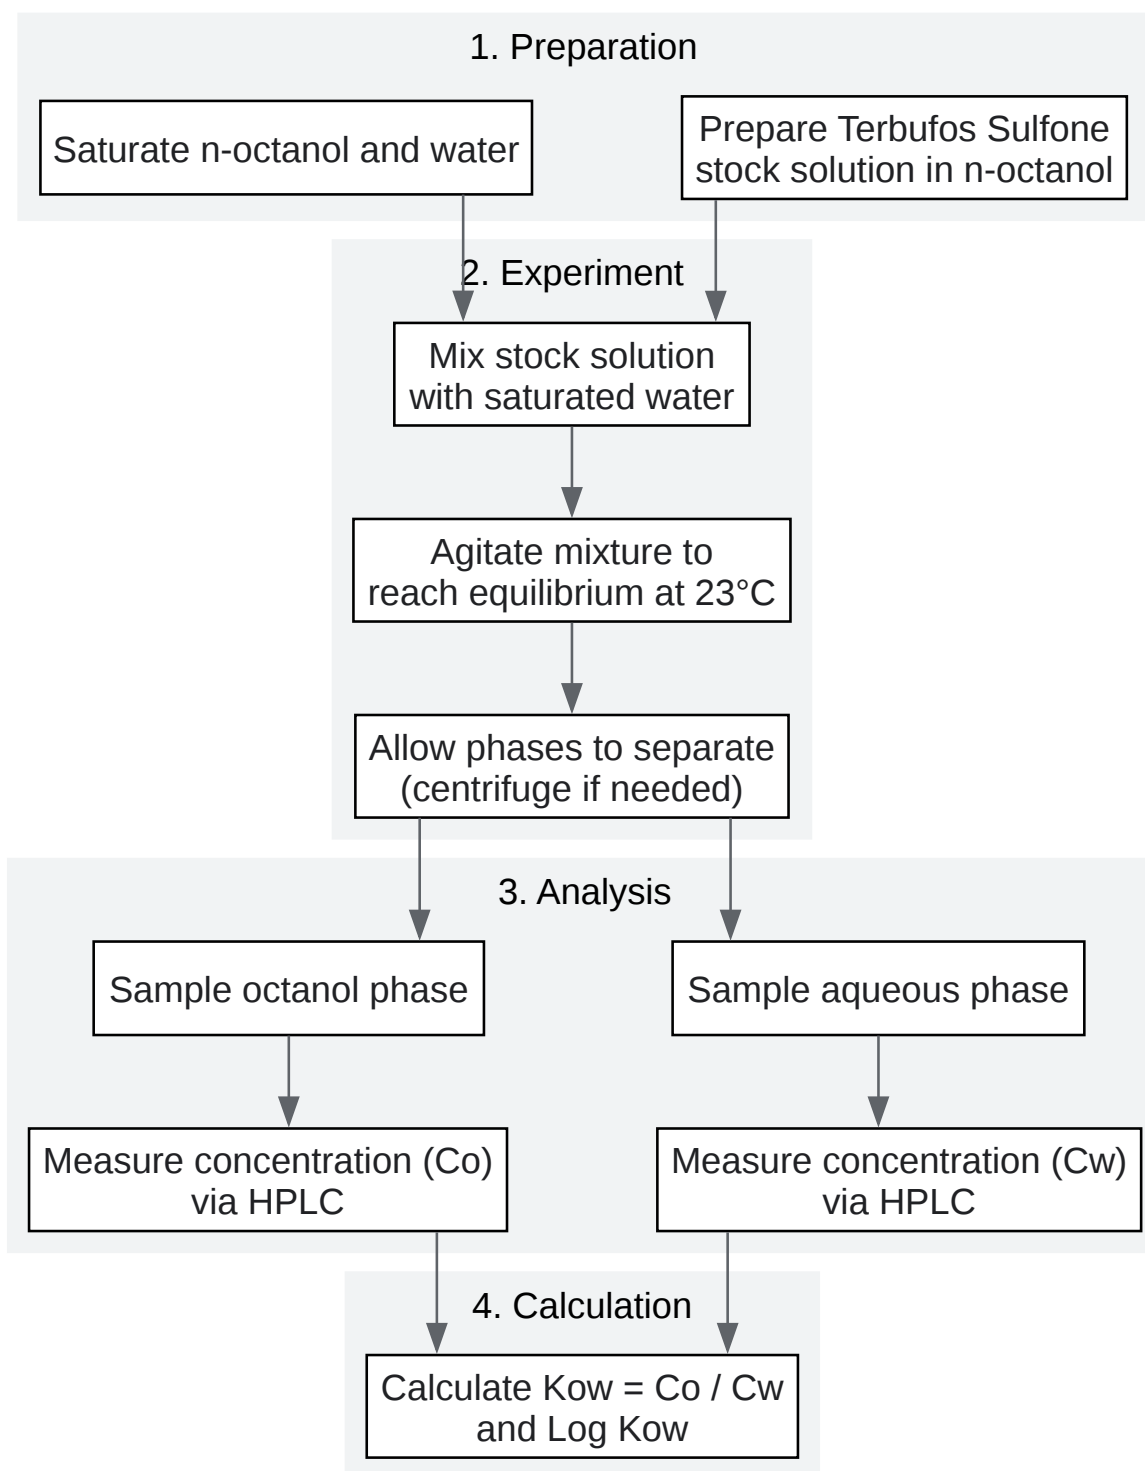 1. Preparation
Saturate n-octanol and water
Prepare Terbufos Sulfone
stock solution in n-octanol
2. Experiment
Mix stock solution
with saturated water
Agitate mixture to
reach equilibrium at 23°C
Allow phases to separate
(centrifuge if needed)
3. Analysis
Sample octanol phase
Sample aqueous phase
Measure concentration (Co)
via HPLC
Measure concentration (Cw)
via HPLC
4. Calculation
Calculate Kow = Co / Cw
and Log Kow